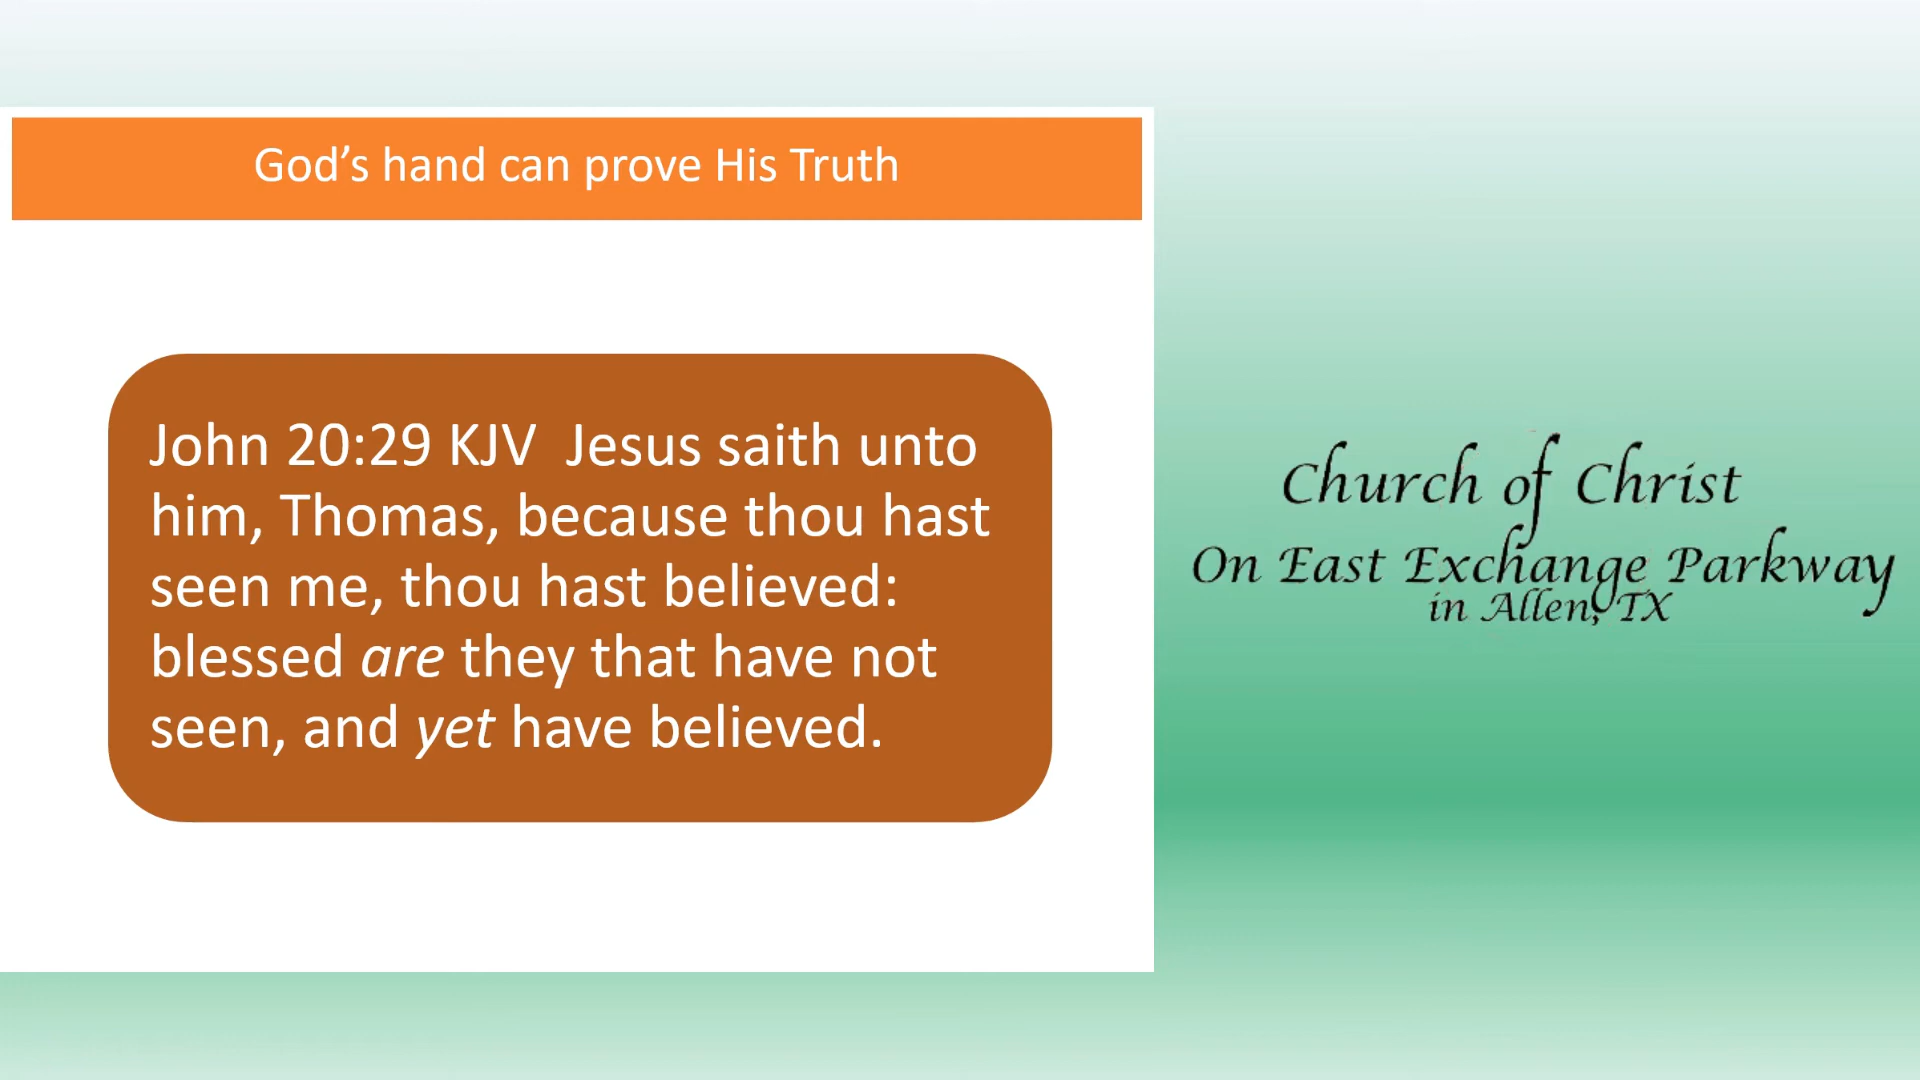 God’s hand can prove His Truth
John 20:29 KJV  Jesus saith unto
him, Thomas, because thou hast
seen me, thou hast believed:
blessed are they that have not
seen, and yet have believed.
Church of Christ
On East Exchange Parkway
in Allen, TX